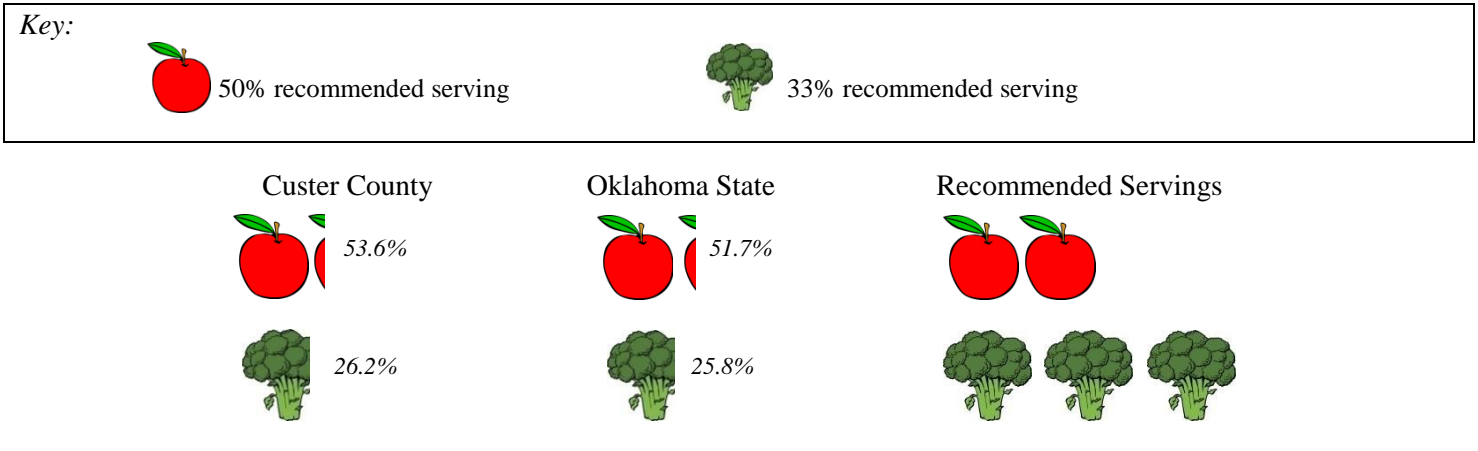 Key:
50% recommended serving 33% recommended serving
Custer County Oklahoma State Recommended Servings
53.6% 51.7%
26.2% 25.8%